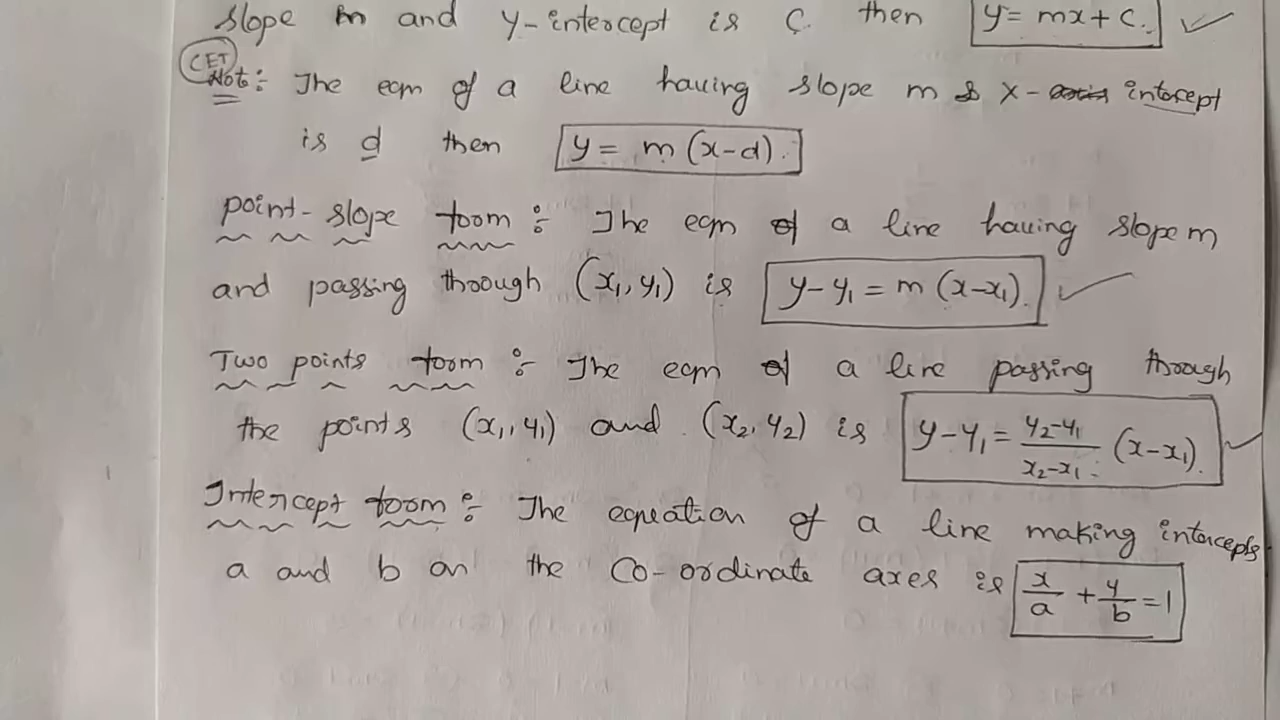 slope m and y-intercept is C. then y = mx + c.
CET
Note: The eqn of a line having slope m & x- intercept
is d then y = m (x-d).
point-slope form :- The eqn of a line having slope m
and passing through (x₁, y₁) is y-y₁ = m (x-x₁).
Two points form :- The eqn of a line passing through
the points (x₁, y₁) and (x₂, y₂) is y-y₁ = y₂-y₁/x₂-x₁ (x-x₁).
Intercept form :- The equation of a line making intercepts
a and b on the Co-ordinate axes is x/a + y/b = 1